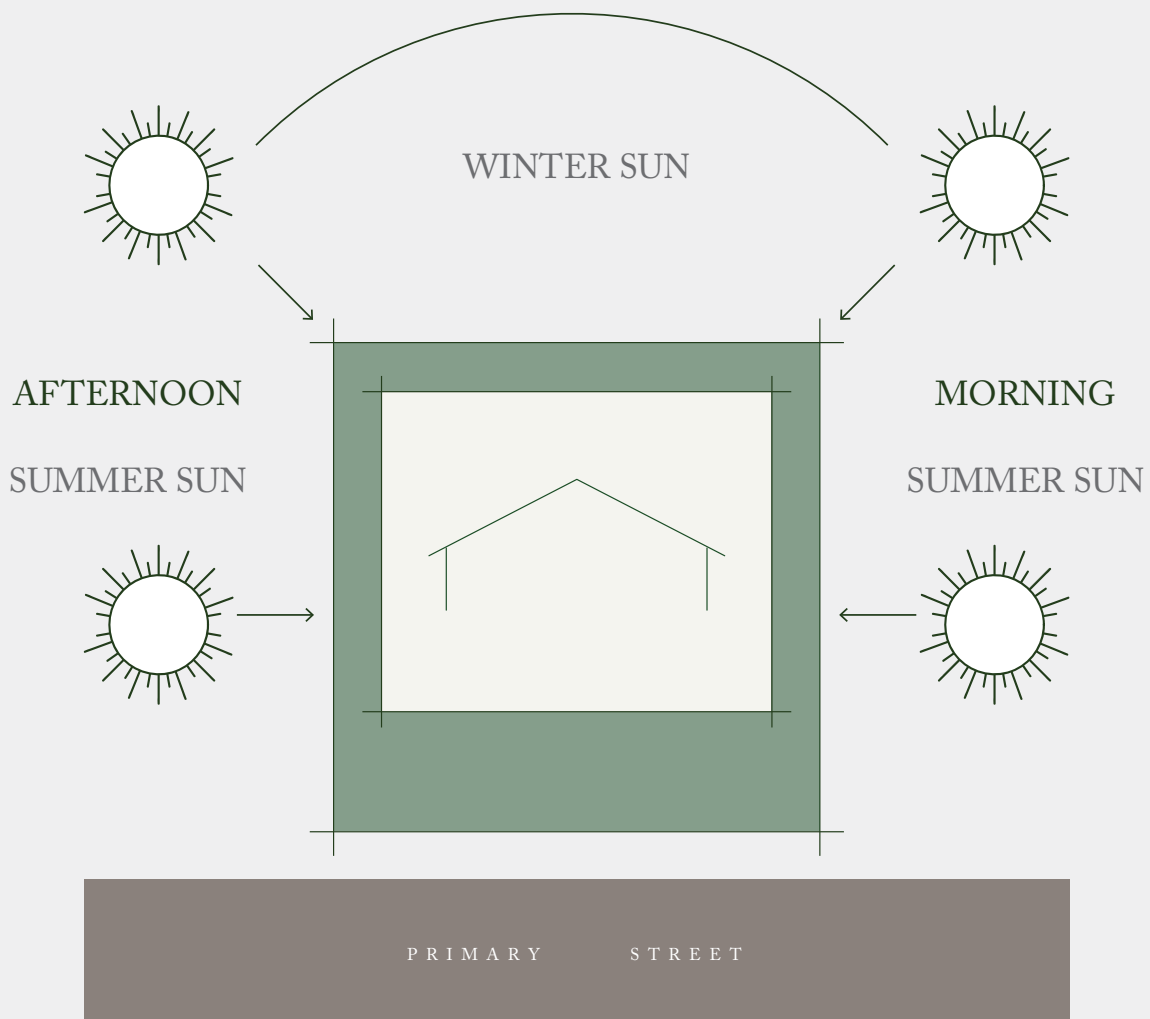 WINTER SUN
AFTERNOON
SUMMER SUN
MORNING
SUMMER SUN
PRIMARY STREET